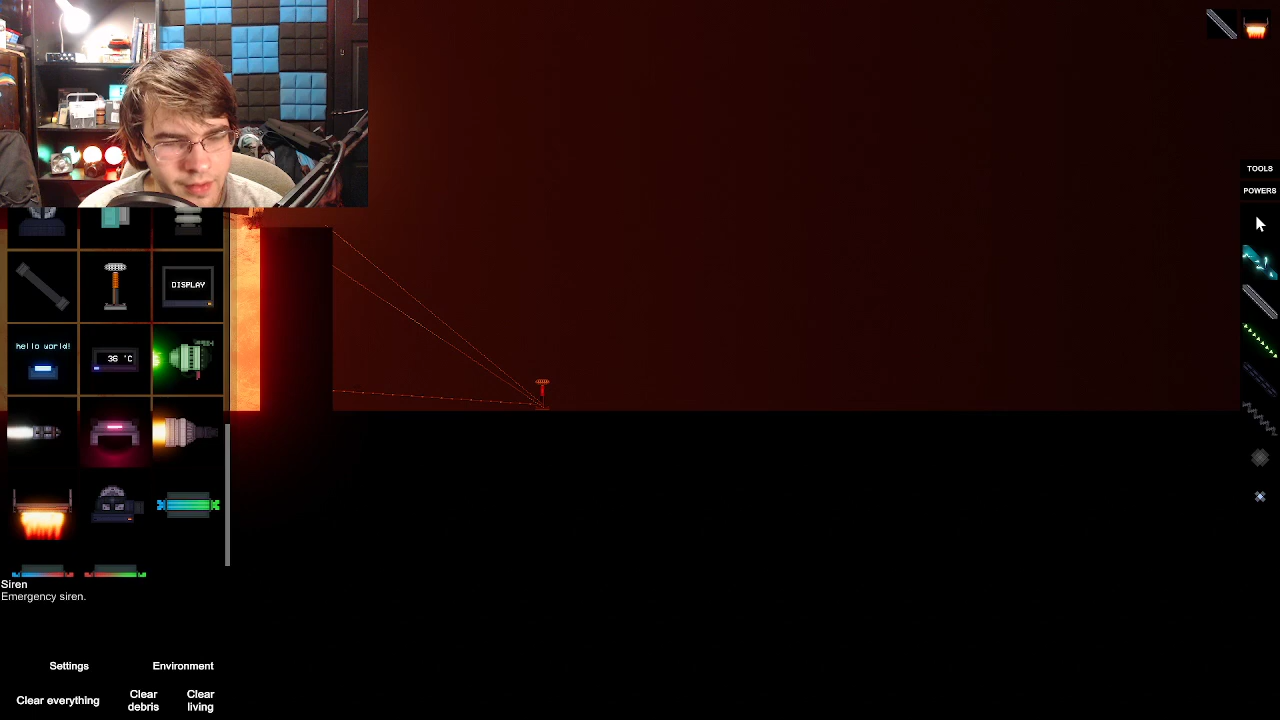 TOOLS
POWERS
DISPLAY
hello world!
36 °C
Siren
Emergency siren.
Settings
Environment
Clear everything
Clear
debris
Clear
living